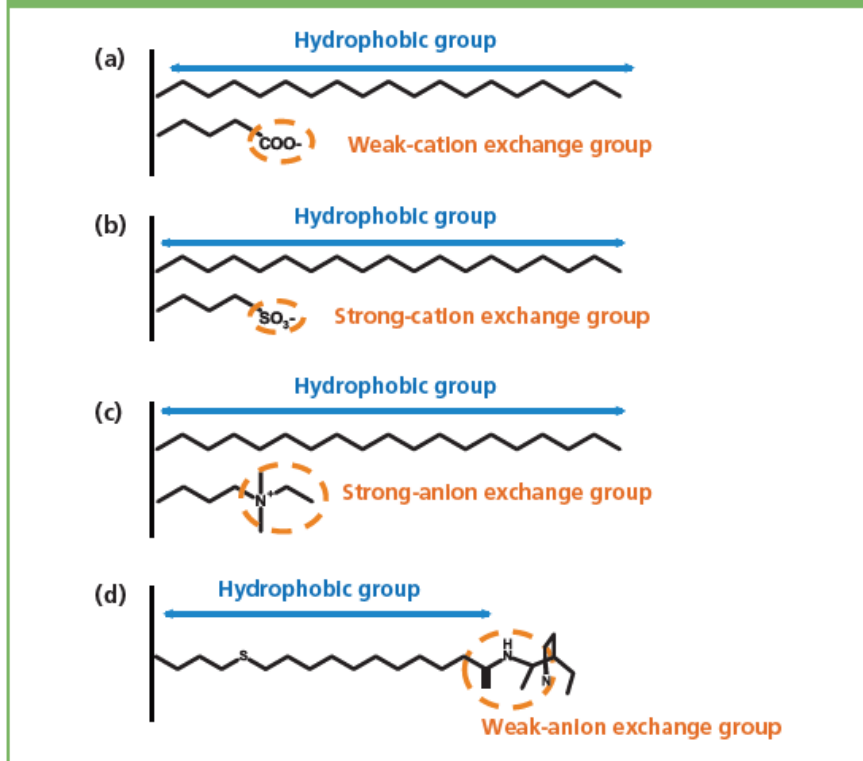 (a)
Hydrophobic group
COO-
Weak-cation exchange group
(b)
Hydrophobic group
SO₃-
Strong-cation exchange group
(c)
Hydrophobic group
N⁺
Strong-anion exchange group
(d)
Hydrophobic group
S
H
N
N
Weak-anion exchange group